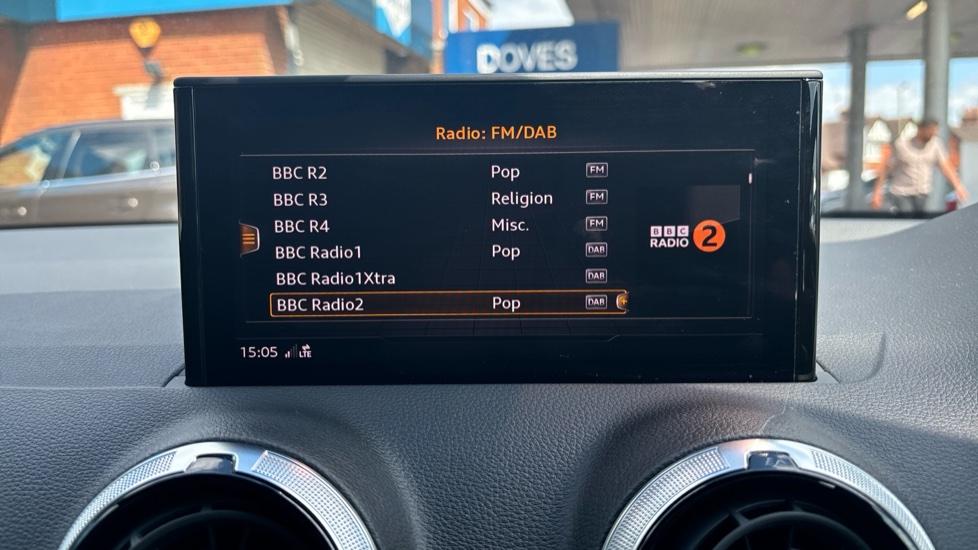 DOVES
Radio: FM/DAB
BBC R2 Pop FM
BBC R3 Religion FM
BBC R4 Misc. FM
BBC Radio1 Pop DAB
BBC Radio1Xtra DAB
BBC Radio2 Pop DAB
BBC
RADIO 2
15:05 LTE